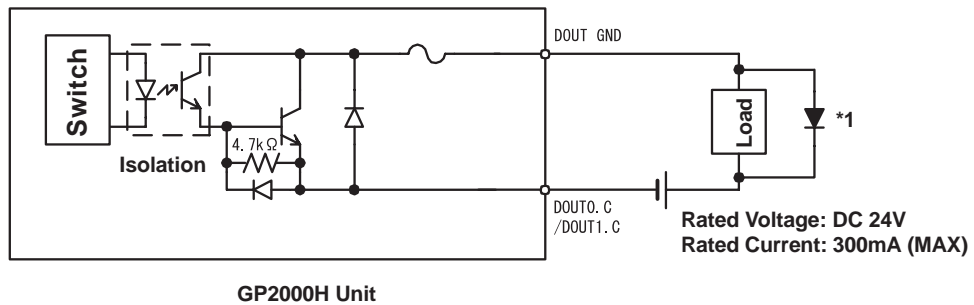 DOUT GND
Switch
Isolation
4.7kΩ
Load
*1
DOUT0.C
/DOUT1.C
Rated Voltage: DC 24V
Rated Current: 300mA (MAX)
GP2000H Unit